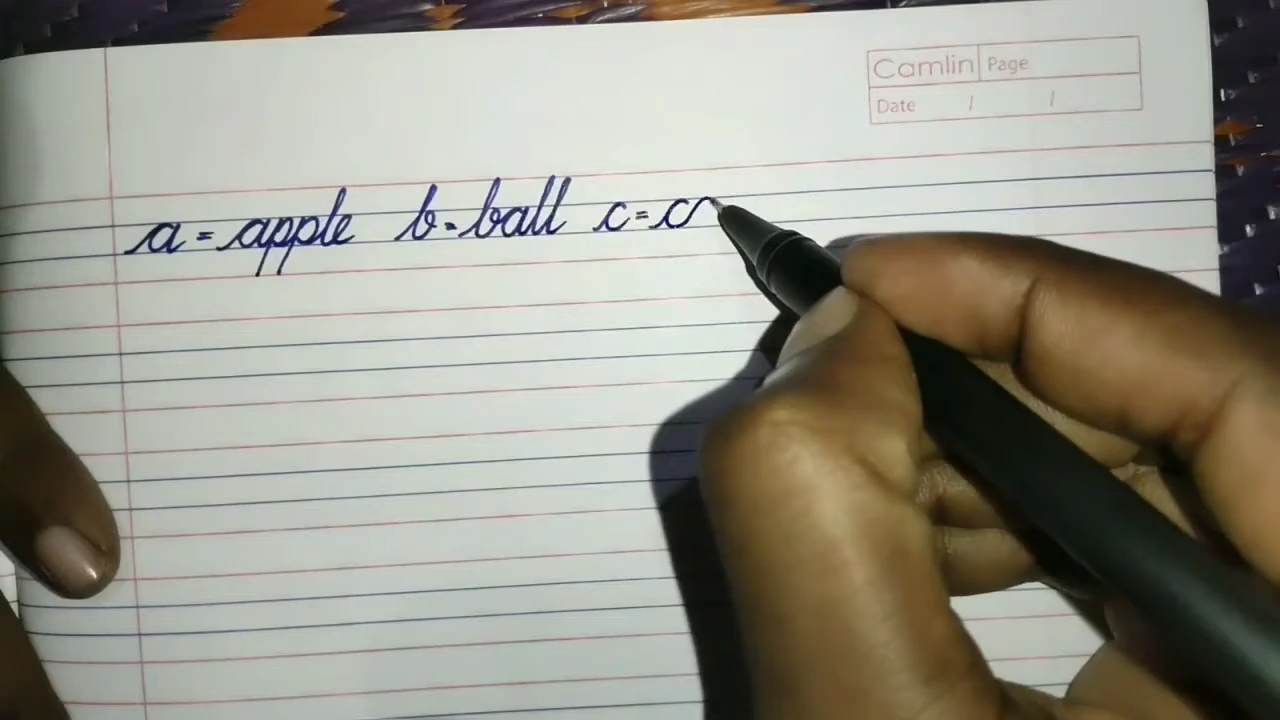 Camlin Page
Date / /
a = apple b - ball c = c